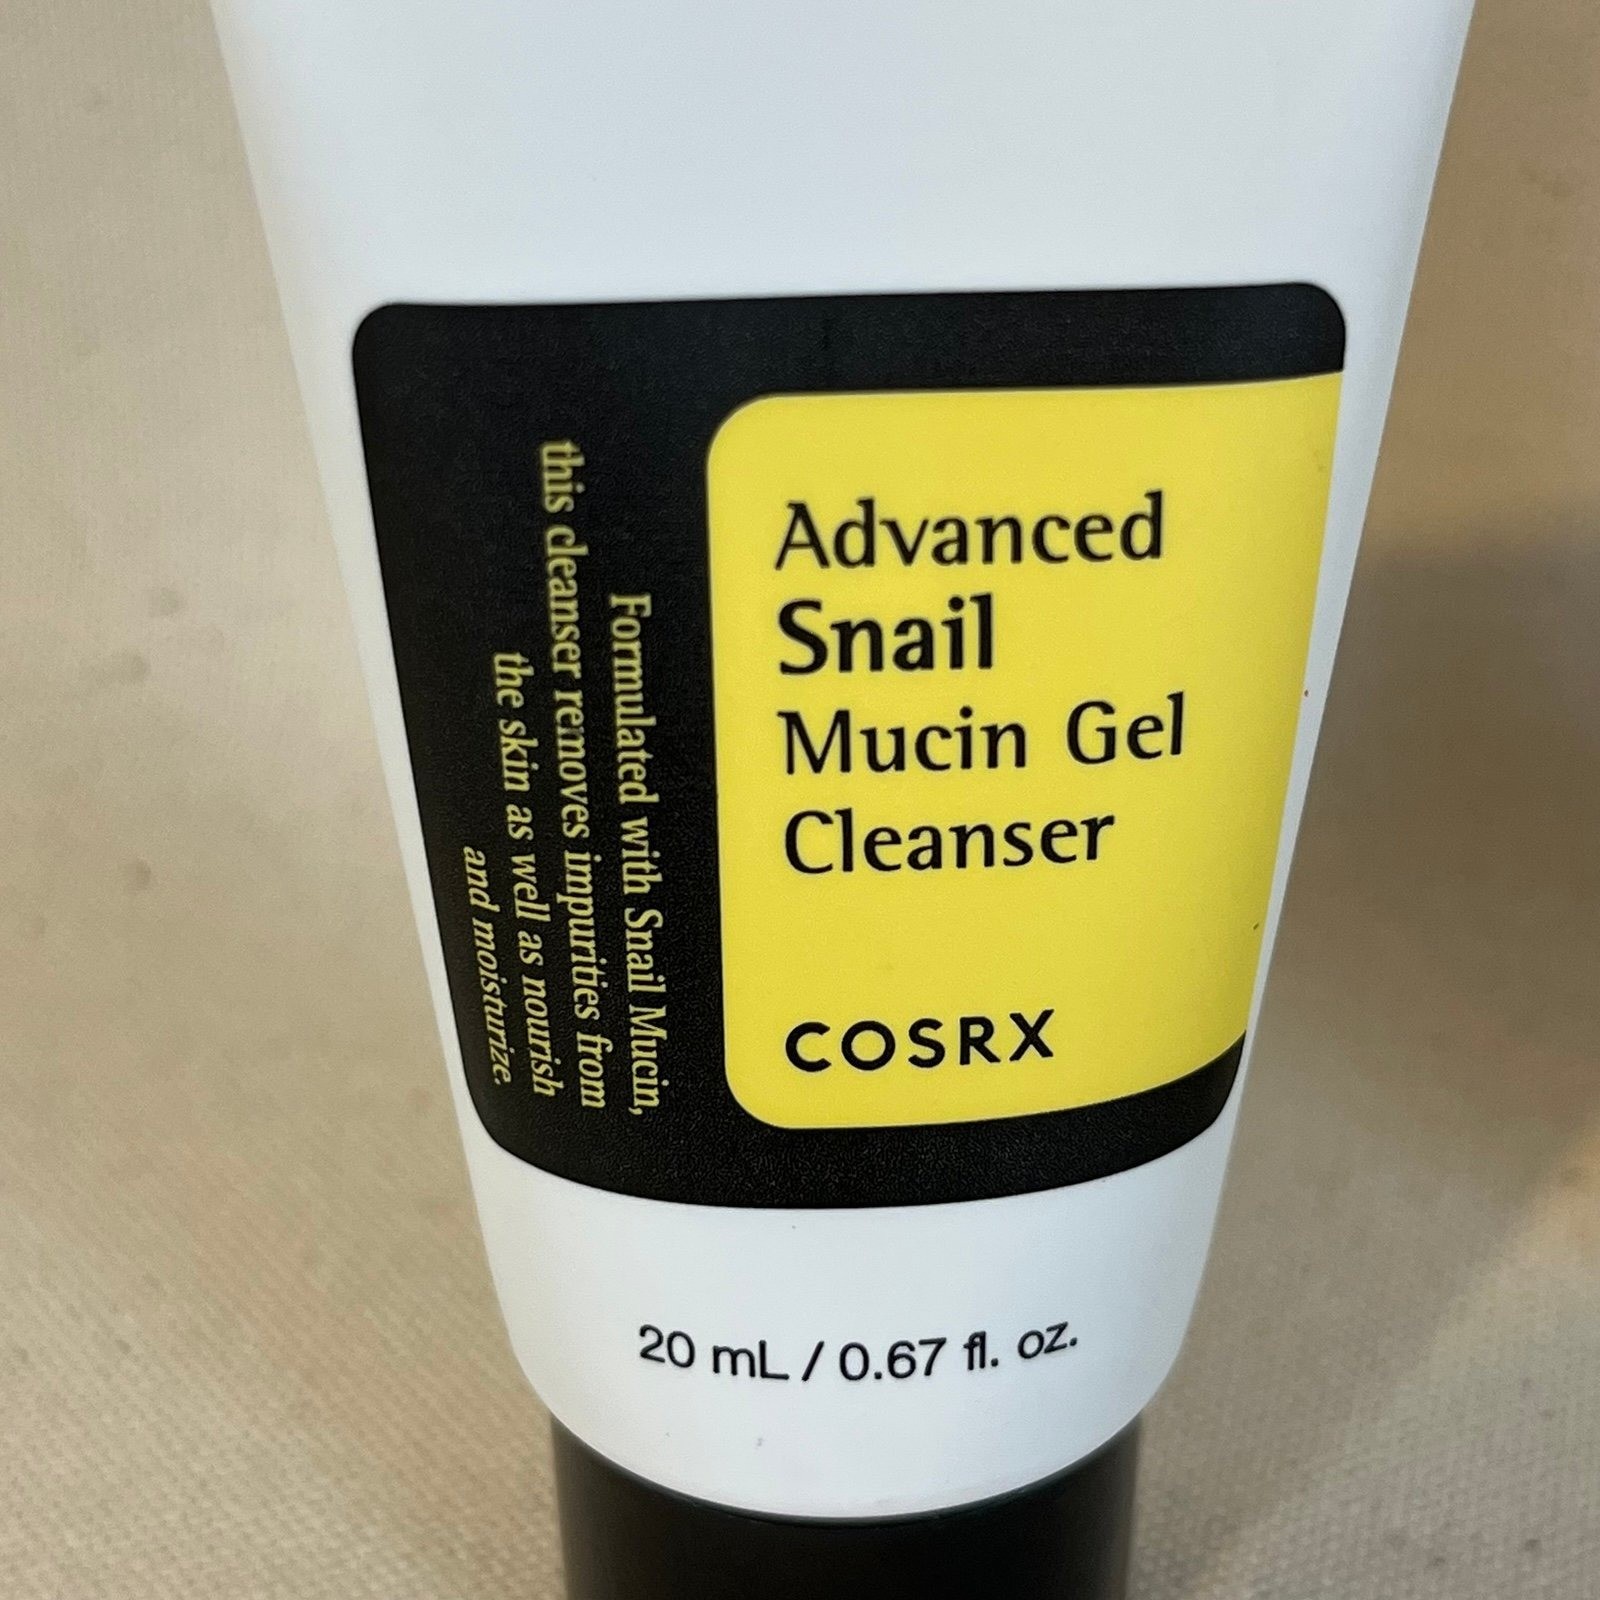 Advanced
Snail
Mucin Gel
Cleanser
COSRX
Formulated with Snail Mucin,
this cleanser removes impurities from
the skin as well as nourish
and moisturize.
20 mL / 0.67 fl. oz.